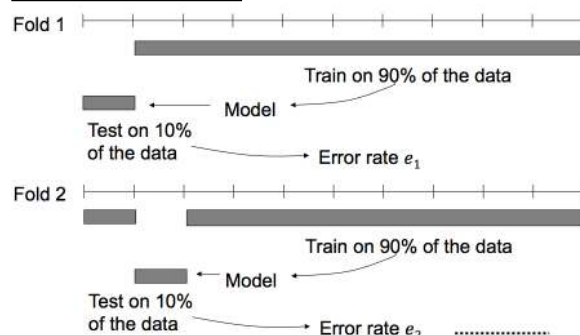 Fold 1
Train on 90% of the data
Model
Test on 10%
of the data
Error rate e₁
Fold 2
Train on 90% of the data
Model
Test on 10%
of the data
Error rate e₂